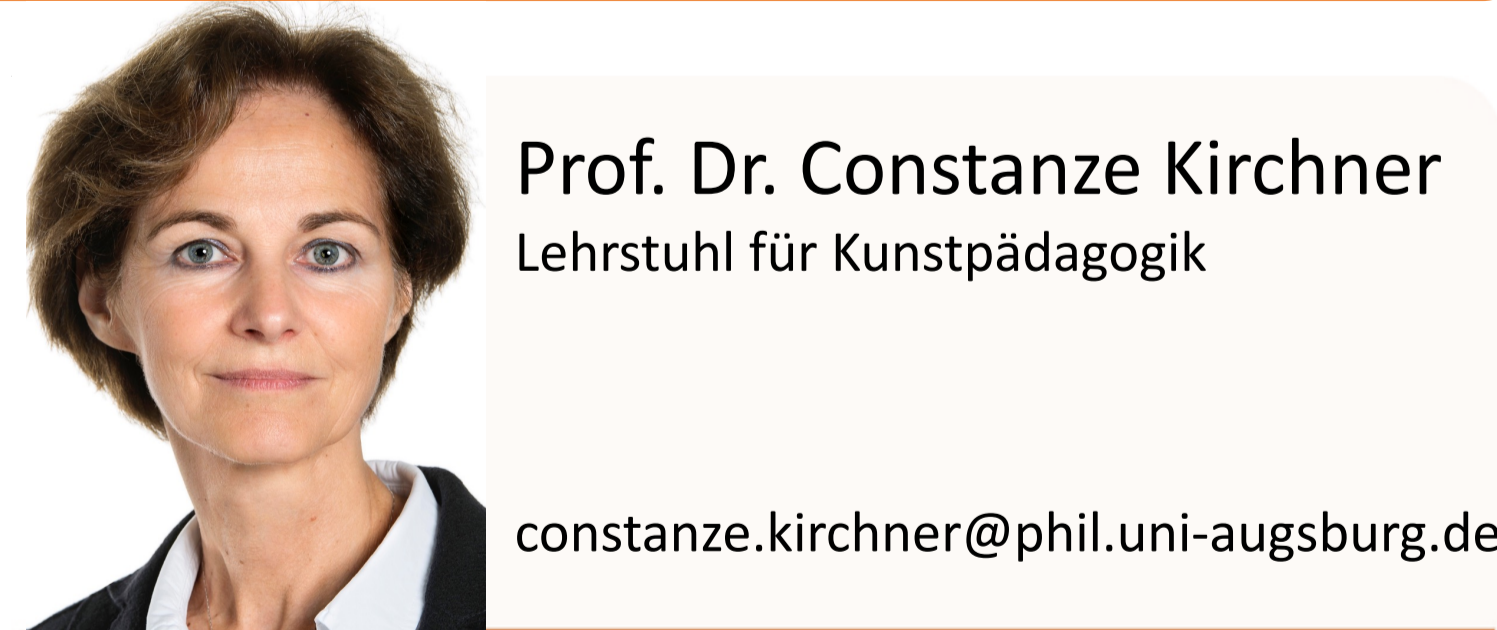 Prof. Dr. Constanze Kirchner
Lehrstuhl für Kunstpädagogik
constanze.kirchner@phil.uni-augsburg.de